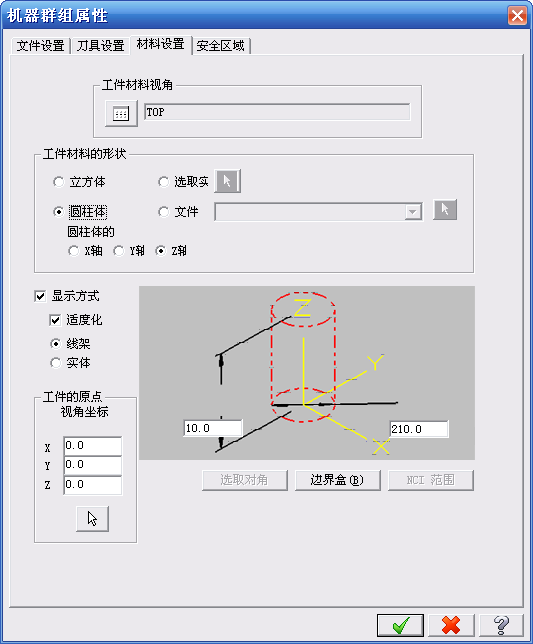 机器群组属性
文件设置 刀具设置 材料设置 安全区域
工件材料视角
TOP
工件材料的形状
立方体 选取实
圆柱体 文件
圆柱体的
X轴 Y轴 Z轴
显示方式
适度化
线架
实体
Z
Y
X
10.0 210.0
工件的原点
视角坐标
X 0.0
Y 0.0
Z 0.0
选取对角 边界盒(B) NCI 范围